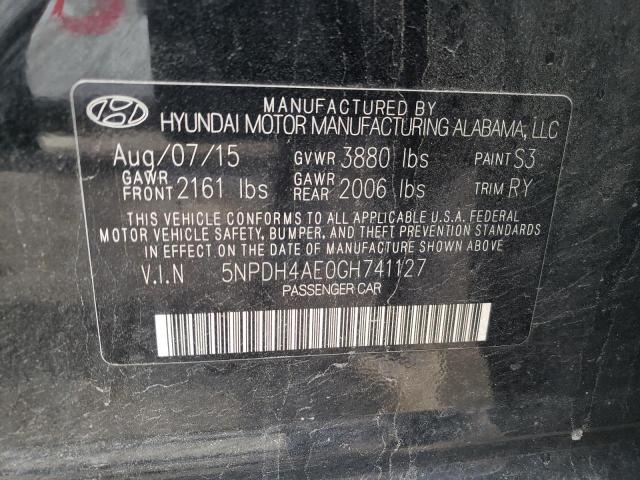 MANUFACTURED BY
HYUNDAI MOTOR MANUFACTURING ALABAMA, LLC
Aug/07/15 GVWR 3880 lbs PAINT S3
GAWR FRONT 2161 lbs GAWR REAR 2006 lbs TRIM RY
THIS VEHICLE CONFORMS TO ALL APPLICABLE U.S.A. FEDERAL
MOTOR VEHICLE SAFETY, BUMPER, AND THEFT PREVENTION STANDARDS
IN EFFECT ON THE DATE OF MANUFACTURE SHOWN ABOVE.
V.I.N 5NPDH4AE0GH741127
PASSENGER CAR